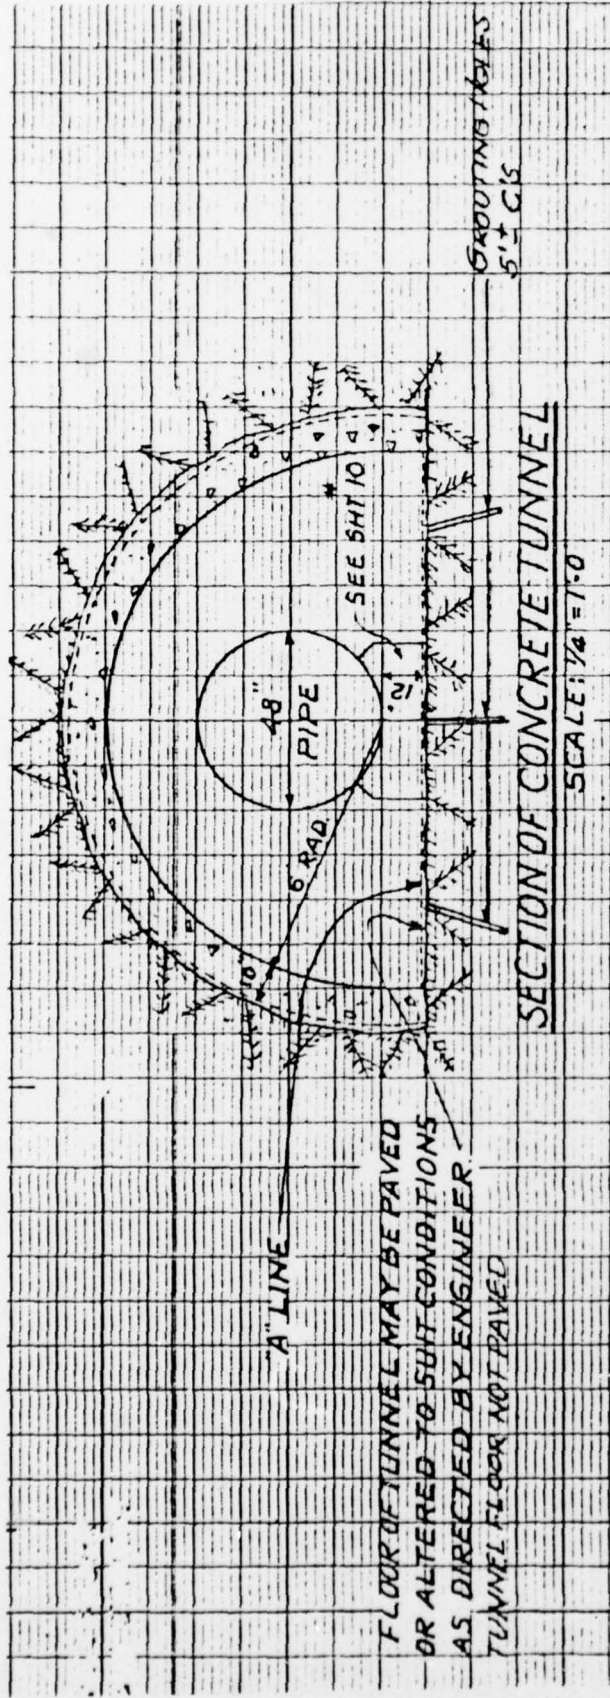 GROUTING HOLES
5'± C'S
SEE SHT 10
48"
PIPE
12"
6' RAD.
10"
SECTION OF CONCRETE TUNNEL
SCALE: 1/4" = 1'-0"
"A" LINE
FLOOR OF TUNNEL MAY BE PAVED
OR ALTERED TO SUIT CONDITIONS
AS DIRECTED BY ENGINEER
TUNNEL FLOOR NOT PAVED